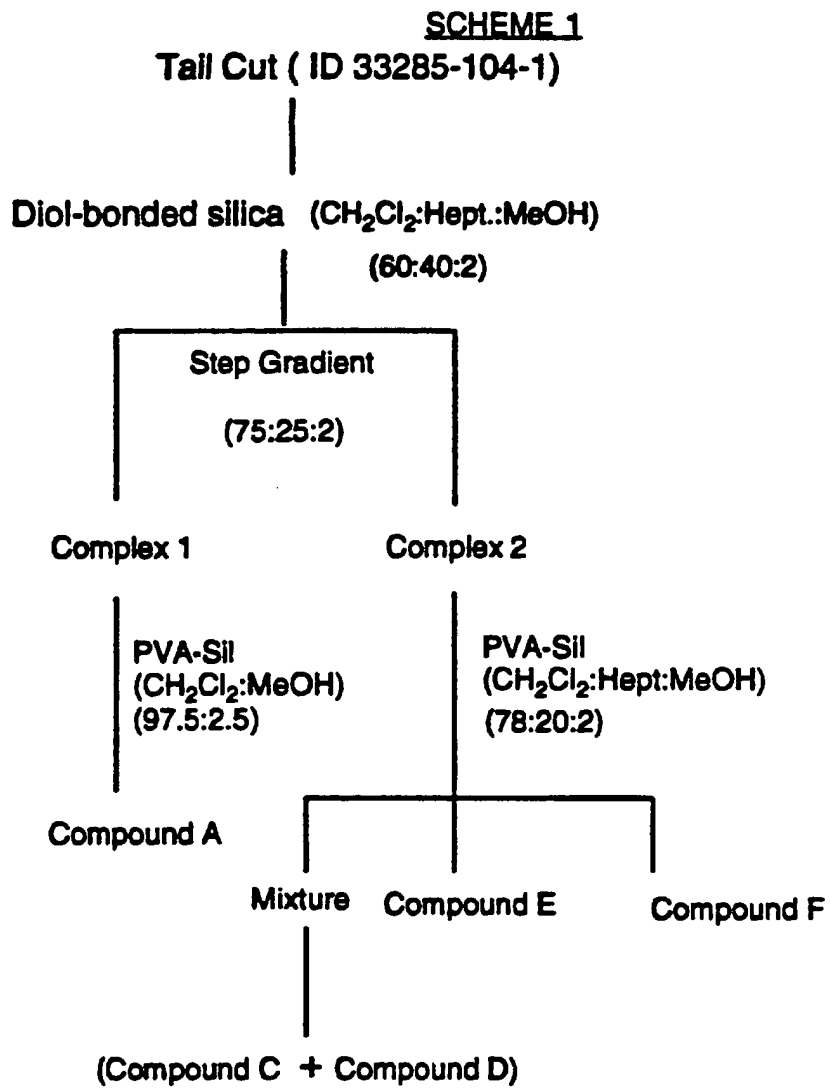 SCHEME 1
Tail Cut ( ID 33285-104-1)
Diol-bonded silica (CH₂Cl₂:Hept.:MeOH)
(60:40:2)
Step Gradient
(75:25:2)
Complex 1 Complex 2
PVA-Sil
(CH₂Cl₂:MeOH)
(97.5:2.5)
PVA-Sil
(CH₂Cl₂:Hept:MeOH)
(78:20:2)
Compound A
Mixture Compound E Compound F
(Compound C + Compound D)